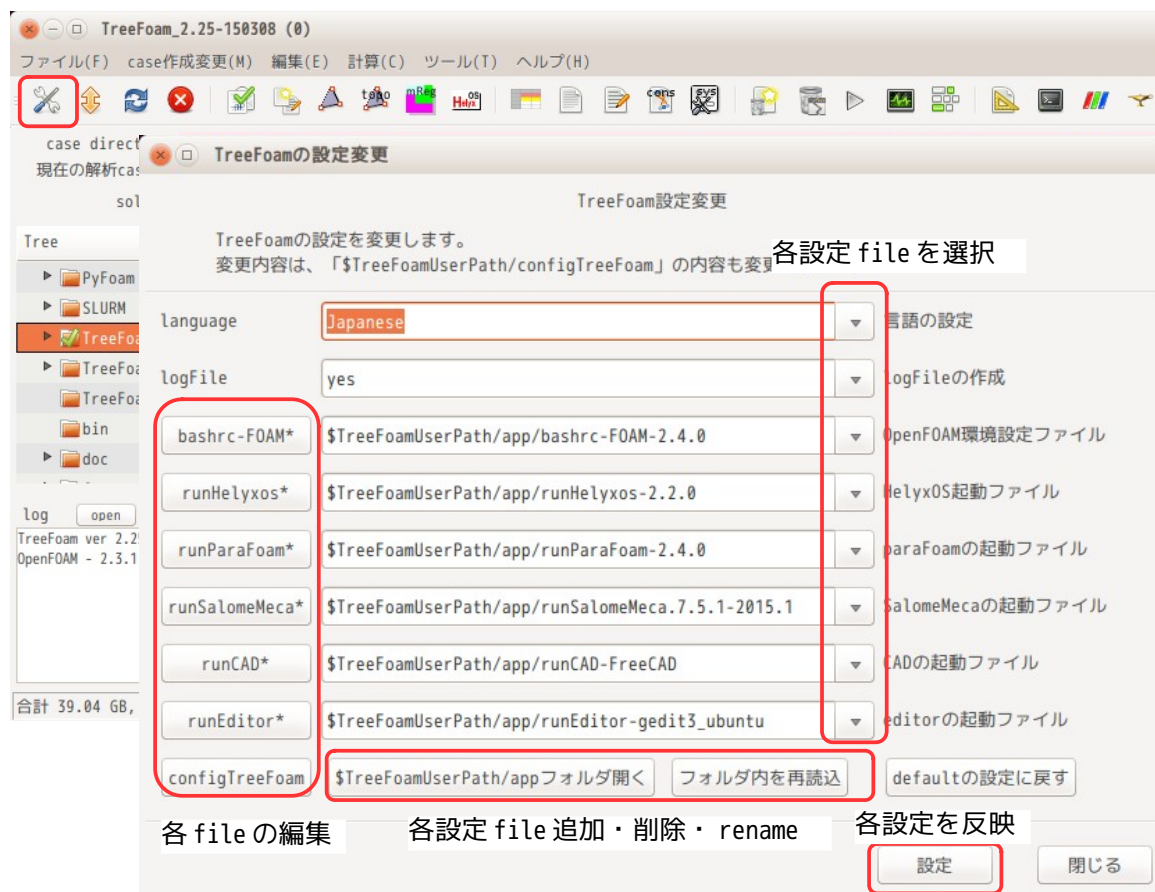 TreeFoam_2.25-150308 (0)
ファイル(F) case作成変更(M) 編集(E) 計算(C) ツール(T) ヘルプ(H)
topo mReg Helyx OS cens SYS
case direct
現在の解析cas
sol
Tree
PyFoam
SLURM
TreeFoa
TreeFoa
TreeFoa
bin
doc
log open
TreeFoam ver 2.2
OpenFOAM - 2.3.1
合計 39.04 GB,
TreeFoamの設定変更
TreeFoam設定変更
TreeFoamの設定を変更します。
変更内容は、「$TreeFoamUserPath/configTreeFoam」の内容も変更
各設定 file を選択
language Japanese 言語の設定
logFile yes logFileの作成
bashrc-FOAM* $TreeFoamUserPath/app/bashrc-FOAM-2.4.0 OpenFOAM環境設定ファイル
runHelyxos* $TreeFoamUserPath/app/runHelyxos-2.2.0 HelyxOS起動ファイル
runParaFoam* $TreeFoamUserPath/app/runParaFoam-2.4.0 paraFoamの起動ファイル
runSalomeMeca* $TreeFoamUserPath/app/runSalomeMeca.7.5.1-2015.1 SalomeMecaの起動ファイル
runCAD* $TreeFoamUserPath/app/runCAD-FreeCAD CADの起動ファイル
runEditor* $TreeFoamUserPath/app/runEditor-gedit3_ubuntu editorの起動ファイル
configTreeFoam $TreeFoamUserPath/appフォルダ開く フォルダ内を再読込 defaultの設定に戻す
各 file の編集 各設定 file 追加・削除・ rename 各設定を反映
設定 閉じる